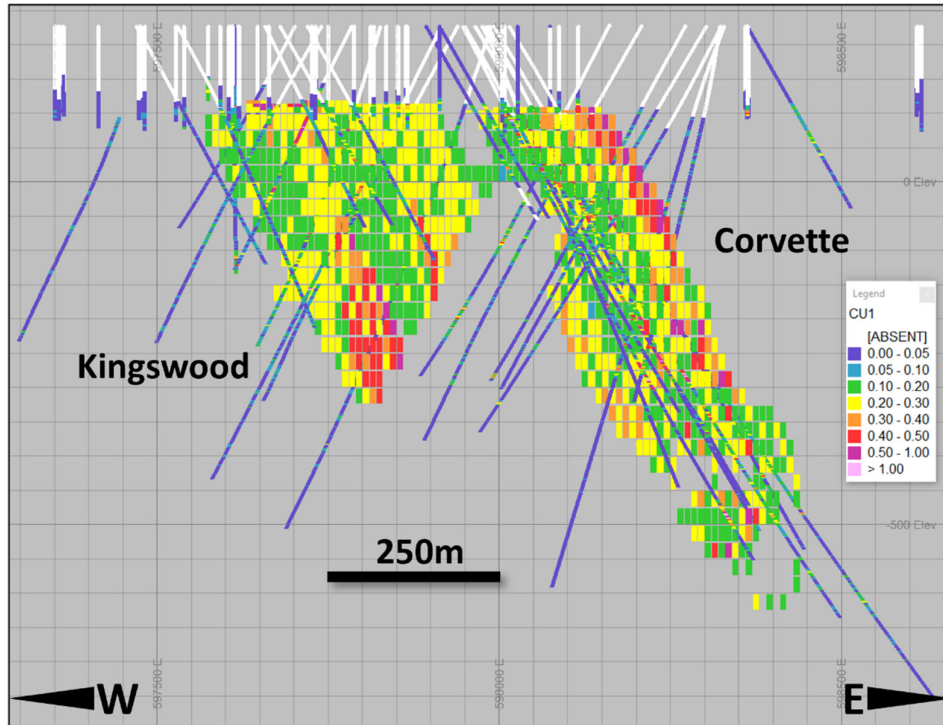 597500 E
598000 E
598500 E
0 Elev
Corvette
Legend
CU1
[ABSENT]
0.00 - 0.05
0.05 - 0.10
0.10 - 0.20
0.20 - 0.30
0.30 - 0.40
0.40 - 0.50
0.50 - 1.00
> 1.00
Kingswood
-500 Elev
250m
597500 E
598000 E
598500 E
W
E